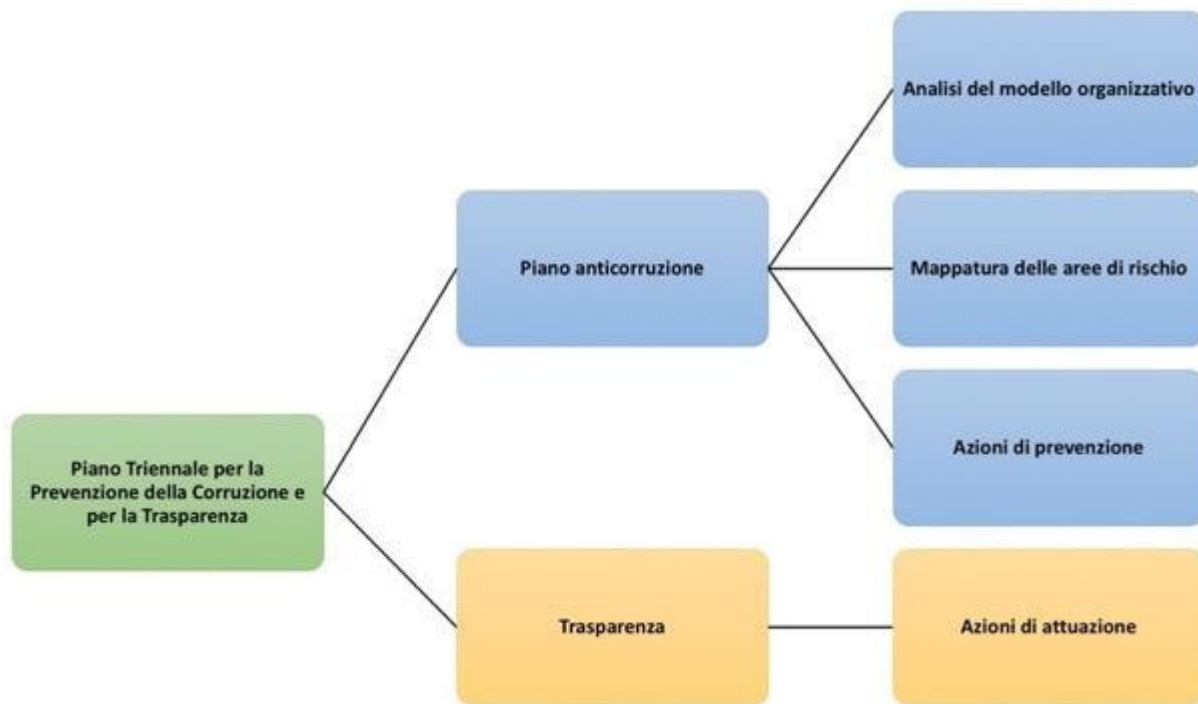 Analisi del modello organizzativo
Piano anticorruzione
Mappatura delle aree di rischio
Azioni di prevenzione
Piano Triennale per la
Prevenzione della Corruzione e
per la Trasparenza
Trasparenza
Azioni di attuazione